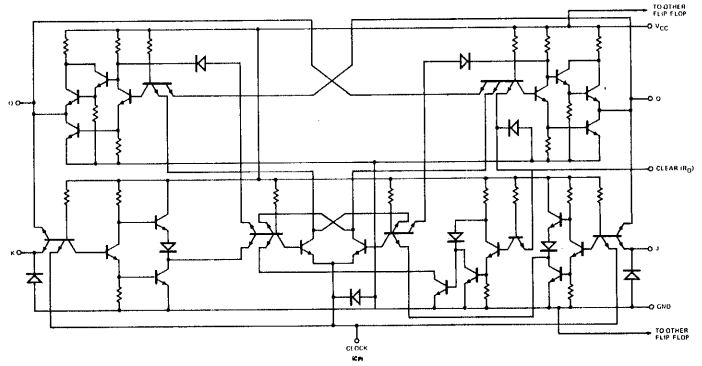 TO OTHER
FLIP FLOP
VCC
Q
CLEAR (RD)
K
J
GND
TO OTHER
FLIP FLOP
CLOCK